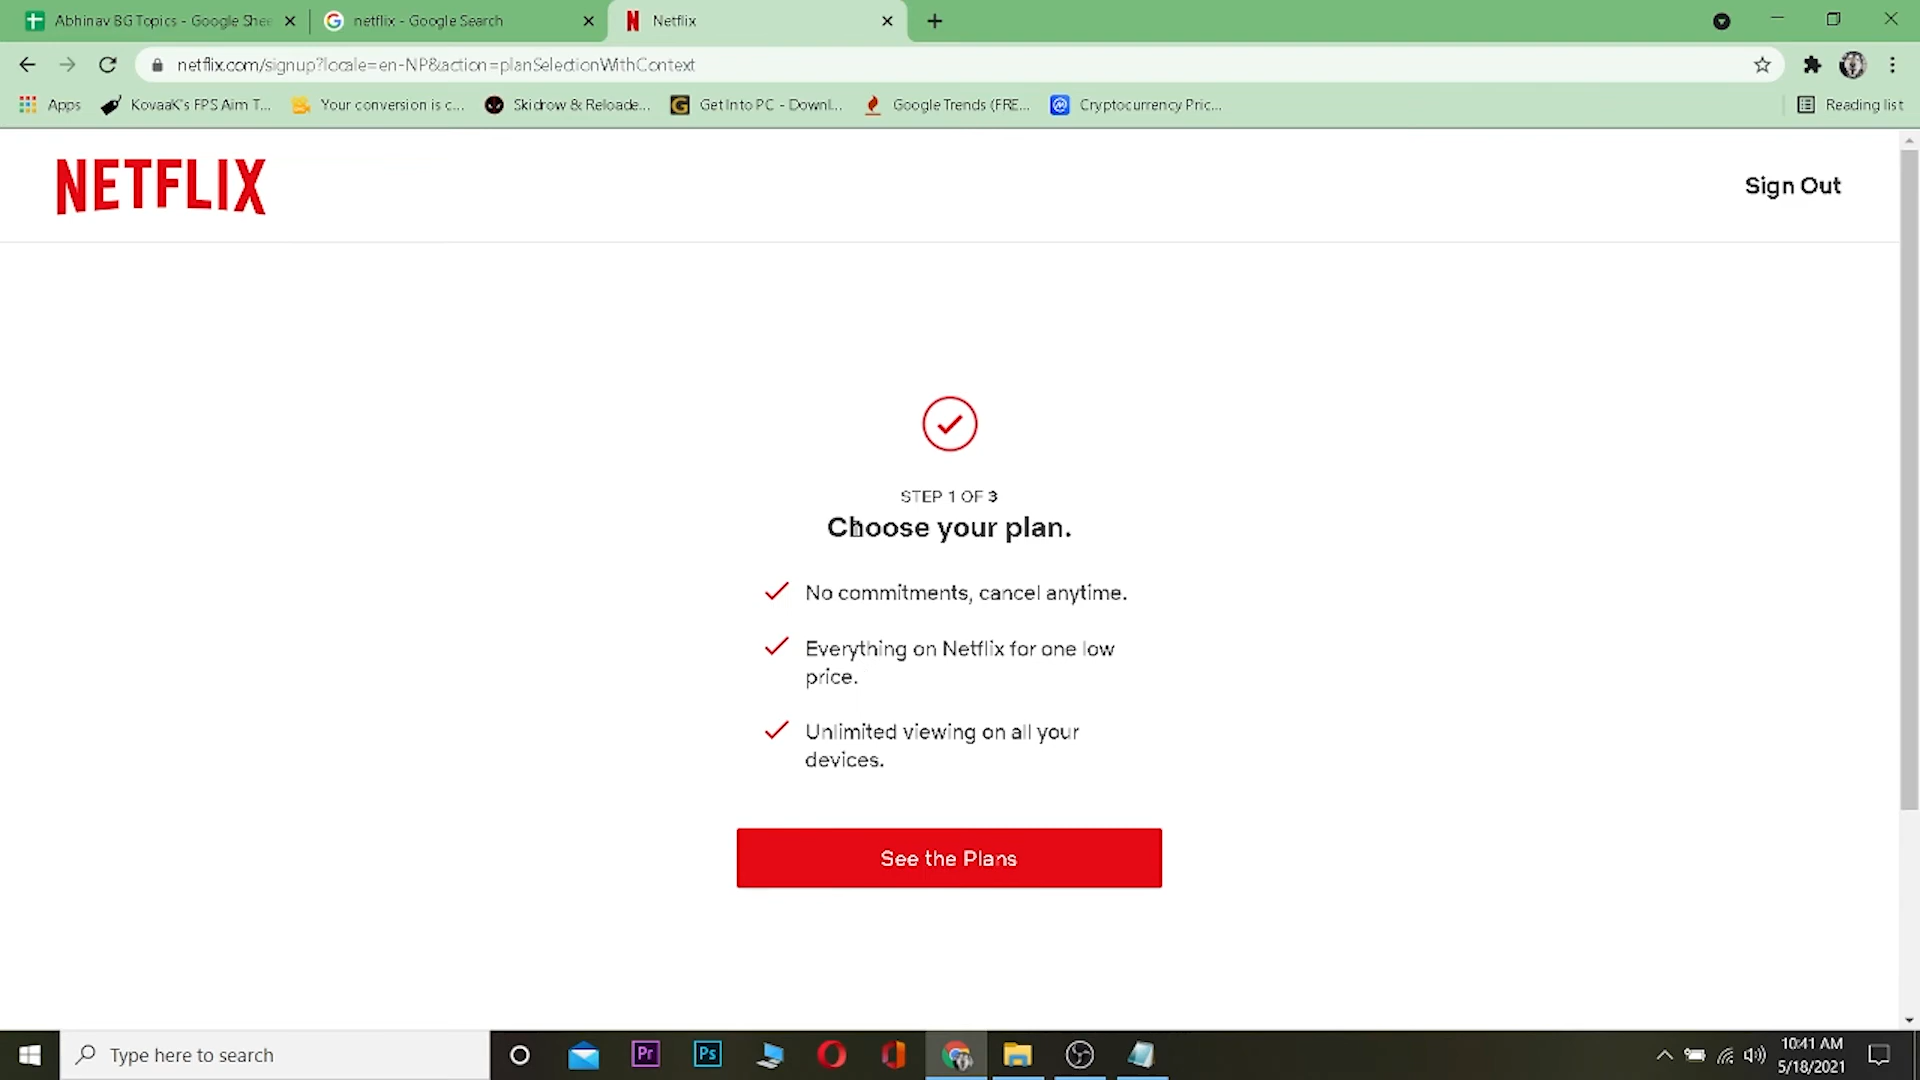 Abhinav BG Topics - Google Shee
netflix - Google Search
Netflix
netflix.com/signup?locale=en-NP&action=planSelectionWithContext
Apps
KovaaK's FPS Aim T...
Your conversion is c...
Skidrow & Reloade...
Get Into PC - Downl...
Google Trends (FRE...
Cryptocurrency Pric...
Reading list
NETFLIX
Sign Out
STEP 1 OF 3
Choose your plan.
No commitments, cancel anytime.
Everything on Netflix for one low
price.
Unlimited viewing on all your
devices.
See the Plans
Type here to search
Pr
Ps
10:41 AM
5/18/2021